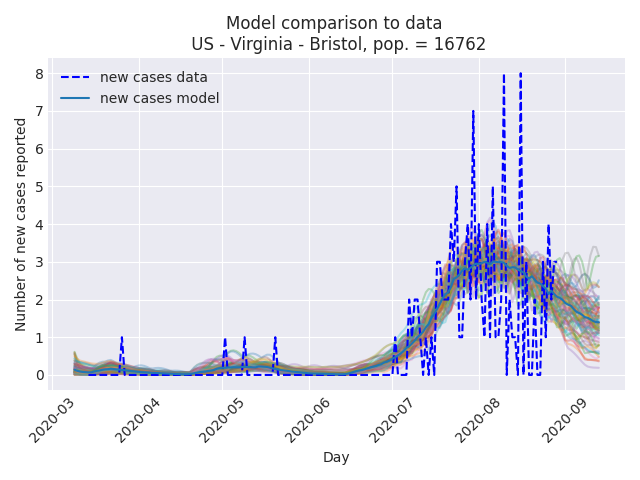 Model comparison to data
US - Virginia - Bristol, pop. = 16762
new cases data
new cases model
Number of new cases reported
8
7
6
5
4
3
2
1
0
2020-03
2020-04
2020-05
2020-06
2020-07
2020-08
2020-09
Day